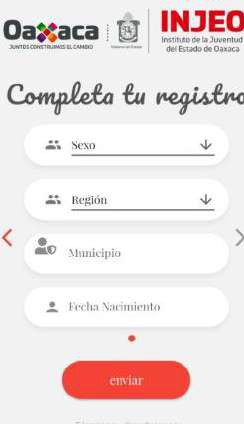 Oaxaca
JUNTOS CONSTRUIMOS EL CAMBIO
INJEO
Instituto de la Juventud
del Estado de Oaxaca
Completa tu registro
Sexo
Región
Municipio
Fecha Nacimiento
enviar